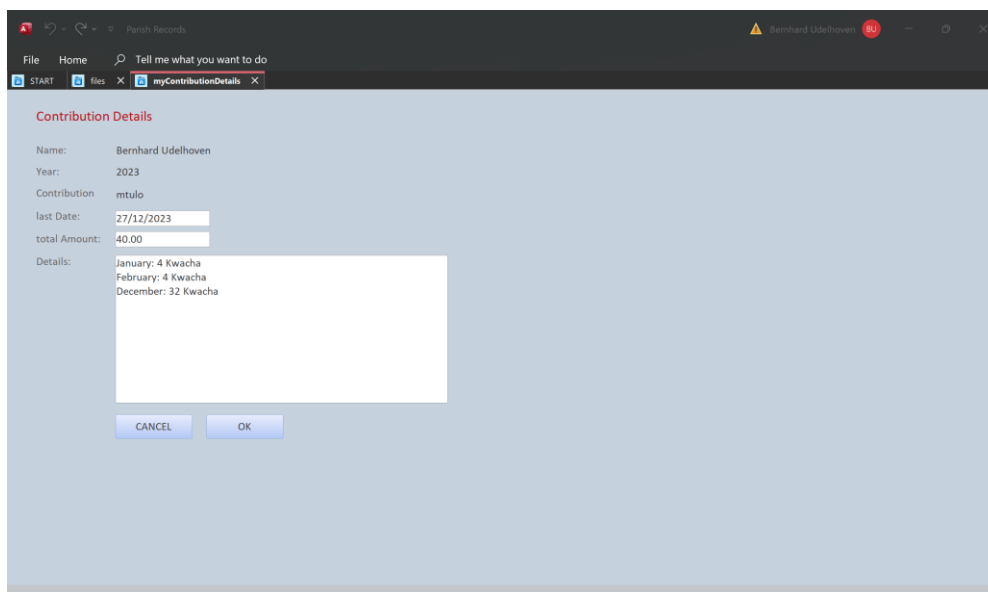 Parish Records
Bernhard Udelhoven BU
File Home Tell me what you want to do
START files myContributionDetails
Contribution Details
Name: Bernhard Udelhoven
Year: 2023
Contribution mtulo
last Date: 27/12/2023
total Amount: 40.00
Details: January: 4 Kwacha
February: 4 Kwacha
December: 32 Kwacha
CANCEL OK